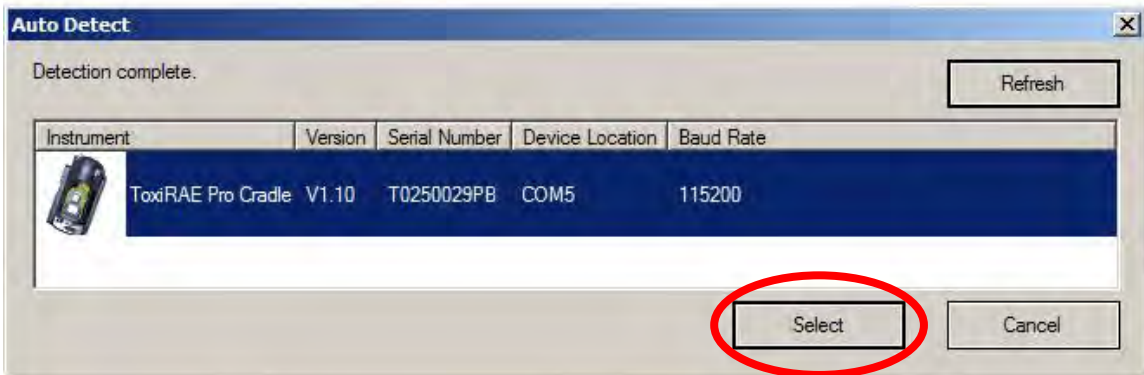 Auto Detect
Detection complete.
Refresh
Instrument Version Serial Number Device Location Baud Rate
ToxiRAE Pro Cradle V1.10 T0250029PB COM5 115200
Select Cancel